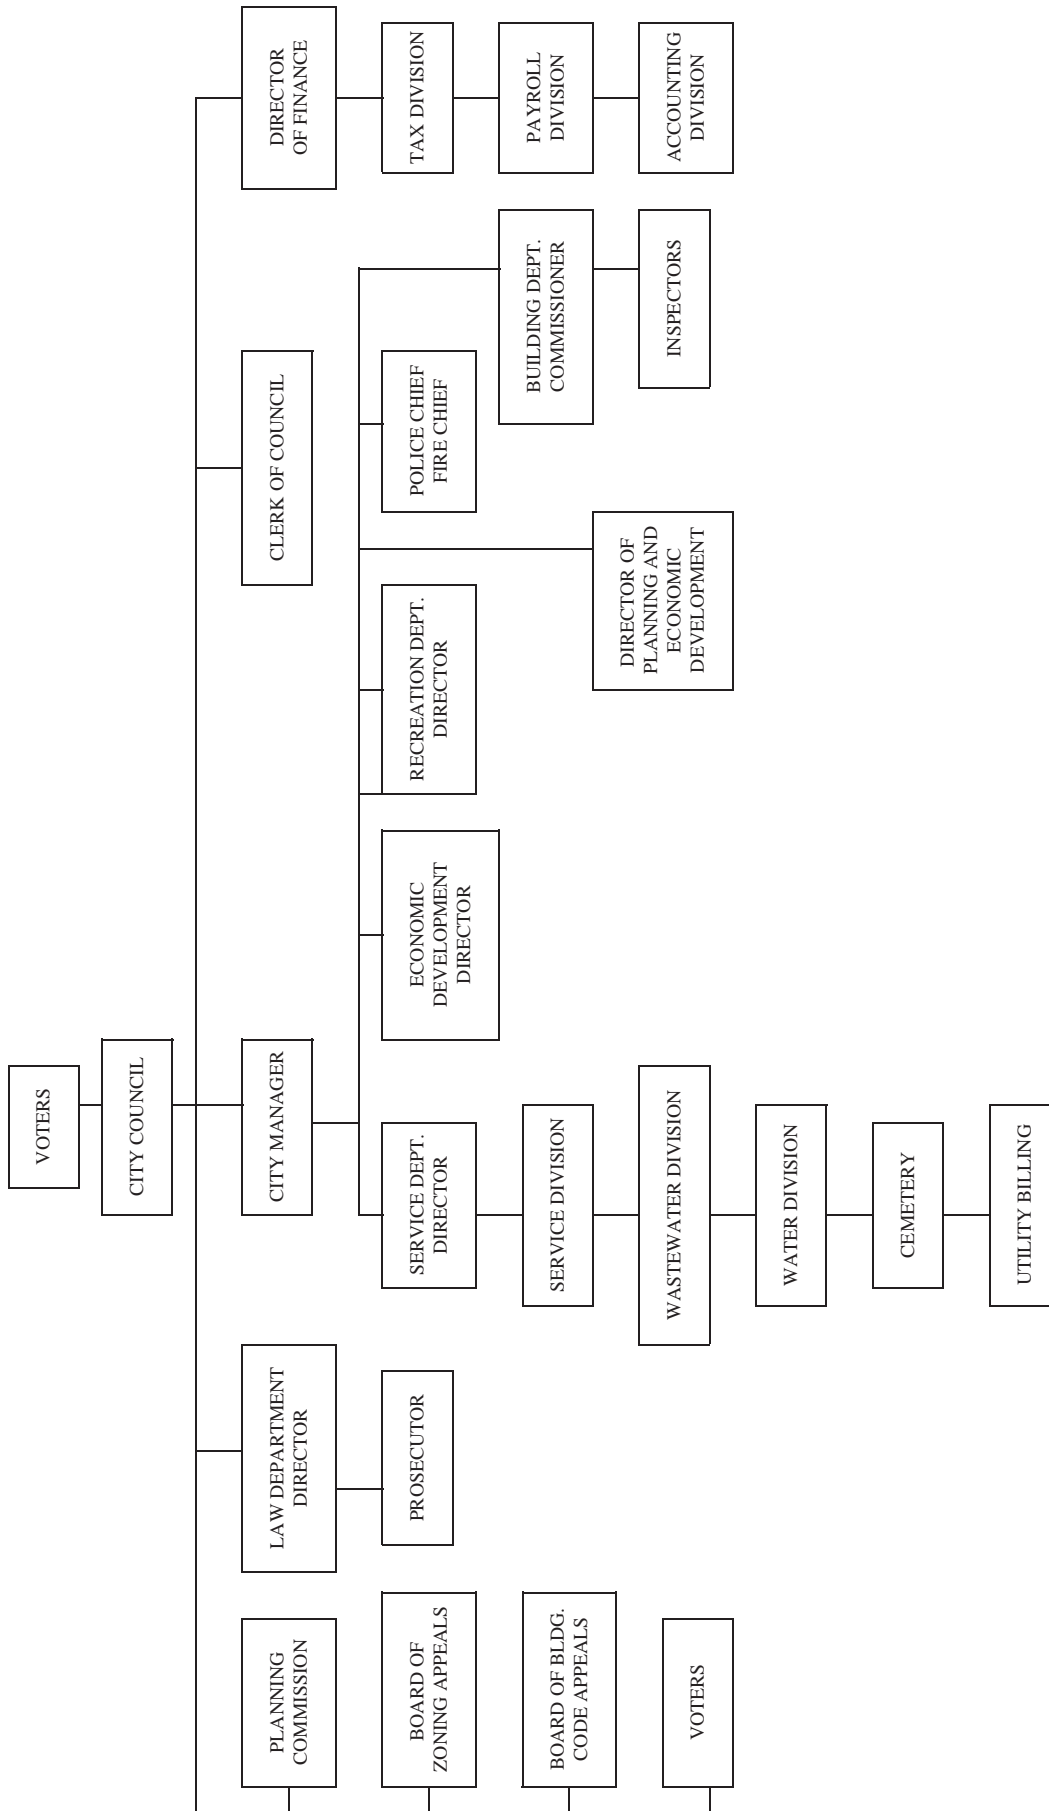 VOTERS
CITY COUNCIL
PLANNING
COMMISSION
LAW DEPARTMENT
DIRECTOR
CITY MANAGER
CLERK OF COUNCIL
DIRECTOR
OF FINANCE
BOARD OF
ZONING APPEALS
PROSECUTOR
SERVICE DEPT.
DIRECTOR
ECONOMIC
DEVELOPMENT
DIRECTOR
RECREATION DEPT.
DIRECTOR
POLICE CHIEF
FIRE CHIEF
TAX DIVISION
BOARD OF BLDG.
CODE APPEALS
SERVICE DIVISION
BUILDING DEPT.
COMMISSIONER
PAYROLL
DIVISION
VOTERS
WASTEWATER DIVISION
DIRECTOR OF
PLANNING AND
ECONOMIC
DEVELOPMENT
INSPECTORS
ACCOUNTING
DIVISION
WATER DIVISION
CEMETERY
UTILITY BILLING